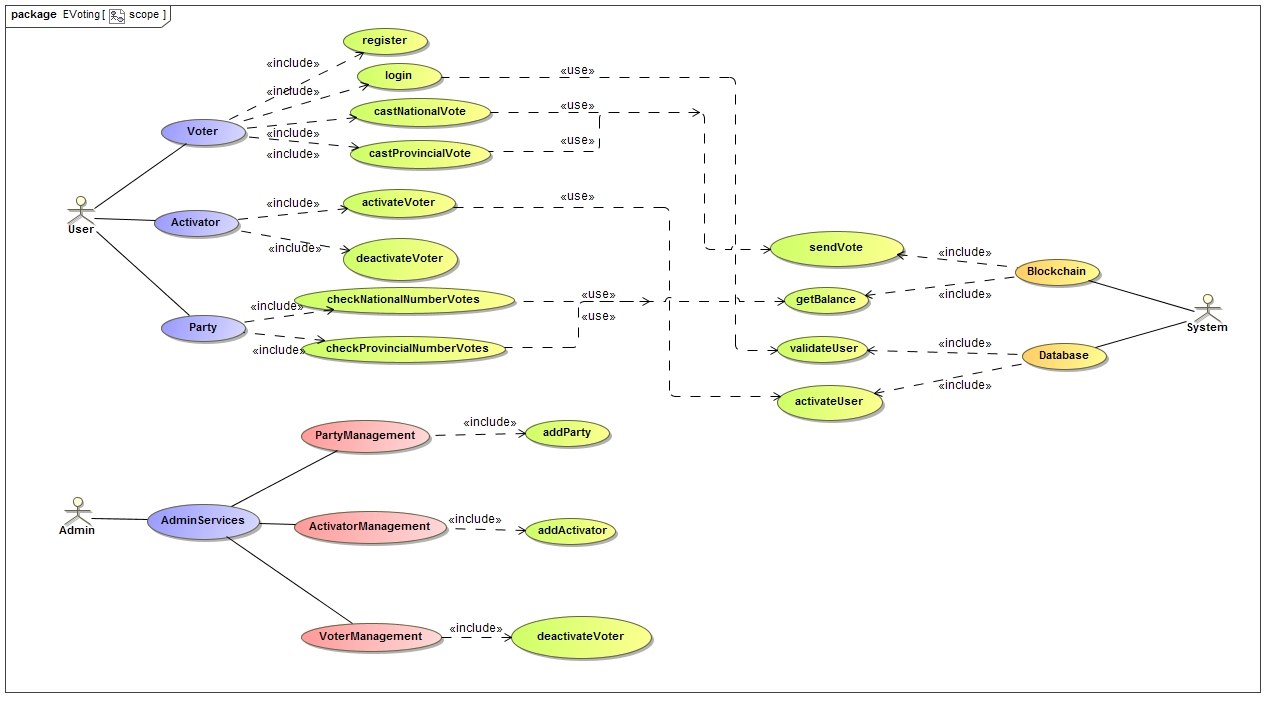 package EVoting [ scope ]
register
«include»
login
«use»
«include»
castNationalVote
«use»
Voter
«include»
castProvincialVote
«use»
«include»
User
Activator
«include»
activateVoter
«use»
«include»
deactivateVoter
sendVote
«include»
Blockchain
Party
«include»
checkNationalNumberVotes
«use»
getBalance
«include»
«use»
System
«include»
checkProvincialNumberVotes
validateUser
«include»
Database
activateUser
«include»
PartyManagement
«include»
addParty
Admin
AdminServices
ActivatorManagement
«include»
addActivator
VoterManagement
«include»
deactivateVoter